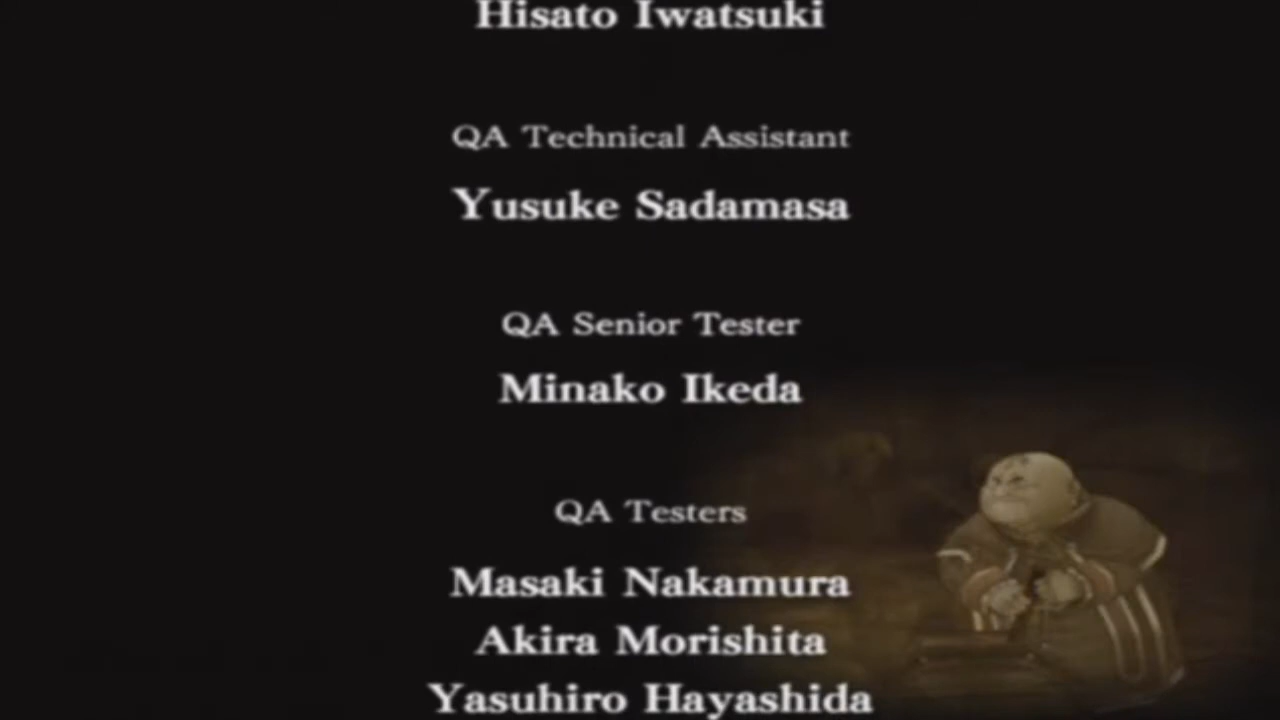 Hisato Iwatsuki
QA Technical Assistant
Yusuke Sadamasa
QA Senior Tester
Minako Ikeda
QA Testers
Masaki Nakamura
Akira Morishita
Yasuhiro Hayashida